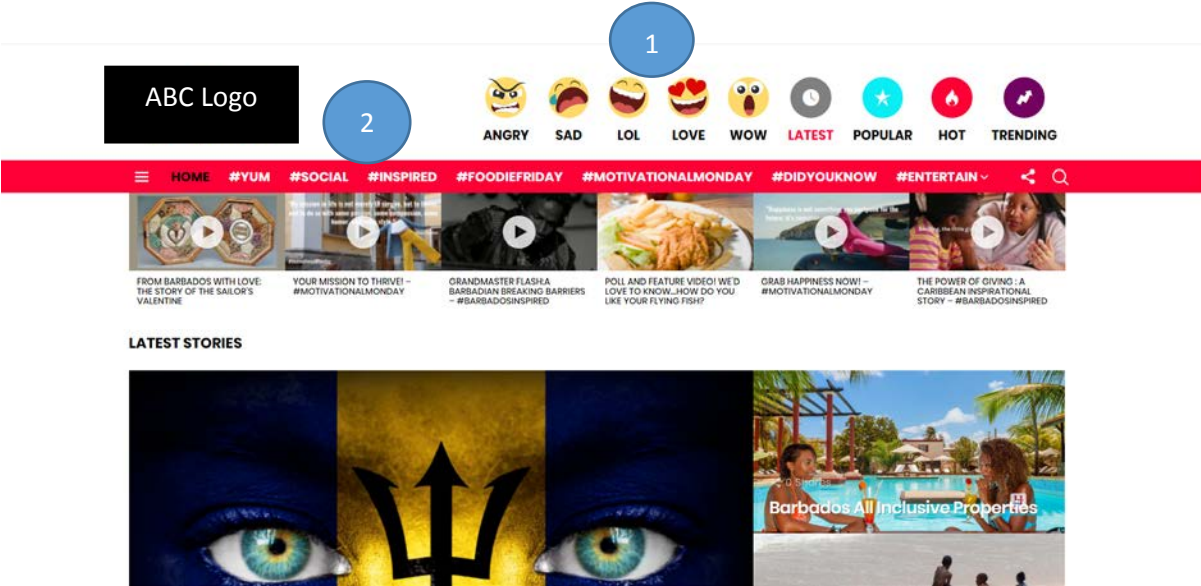 1
ABC Logo
2
ANGRY SAD LOL LOVE WOW LATEST POPULAR HOT TRENDING
HOME #YUM #SOCIAL #INSPIRED #FOODIEFRIDAY #MOTIVATIONALMONDAY #DIDYOUKNOW #ENTERTAIN
FROM BARBADOS WITH LOVE:
THE STORY OF THE SAILOR'S
VALENTINE
YOUR MISSION TO THRIVE! –
#MOTIVATIONALMONDAY
GRANDMASTER FLASH:A
BARBADIAN BREAKING BARRIERS
– #BARBADOSINSPIRED
POLL AND FEATURE VIDEO! WE'D
LOVE TO KNOW...HOW DO YOU
LIKE YOUR FLYING FISH?
GRAB HAPPINESS NOW! –
#MOTIVATIONALMONDAY
THE POWER OF GIVING : A
CARIBBEAN INSPIRATIONAL
STORY – #BARBADOSINSPIRED
LATEST STORIES
0 Shares
Barbados All Inclusive Properties